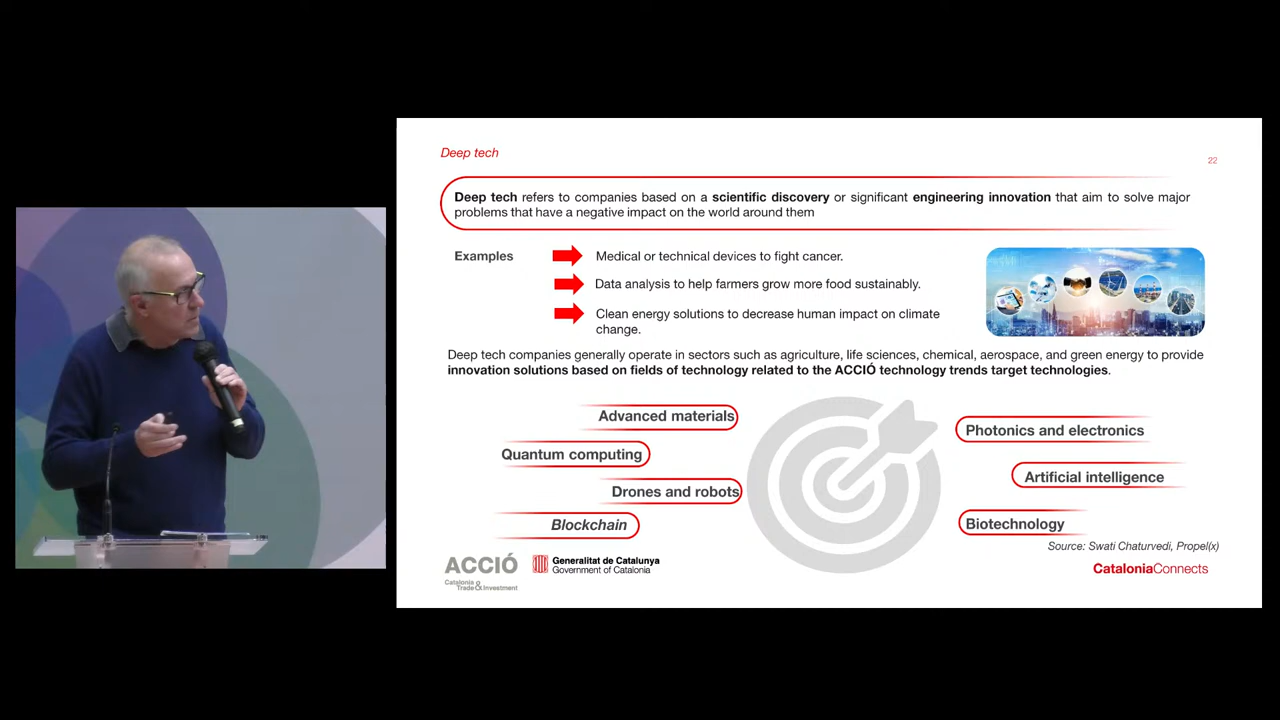 Deep tech
22
Deep tech refers to companies based on a scientific discovery or significant engineering innovation that aim to solve major
problems that have a negative impact on the world around them
Examples
Medical or technical devices to fight cancer.
Data analysis to help farmers grow more food sustainably.
Clean energy solutions to decrease human impact on climate
change.
Deep tech companies generally operate in sectors such as agriculture, life sciences, chemical, aerospace, and green energy to provide
innovation solutions based on fields of technology related to the ACCIÓ technology trends target technologies.
Advanced materials
Quantum computing
Drones and robots
Blockchain
Photonics and electronics
Artificial intelligence
Biotechnology
Source: Swati Chaturvedi, Propel(x)
ACCIÓ
Catalonia
Trade & Investment
Generalitat de Catalunya
Government of Catalonia
CataloniaConnects